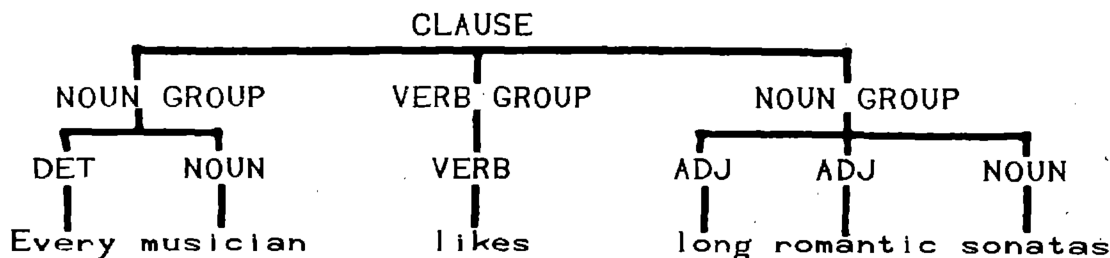 CLAUSE
NOUN GROUP VERB GROUP NOUN GROUP
DET NOUN VERB ADJ ADJ NOUN
Every musician likes long romantic sonatas